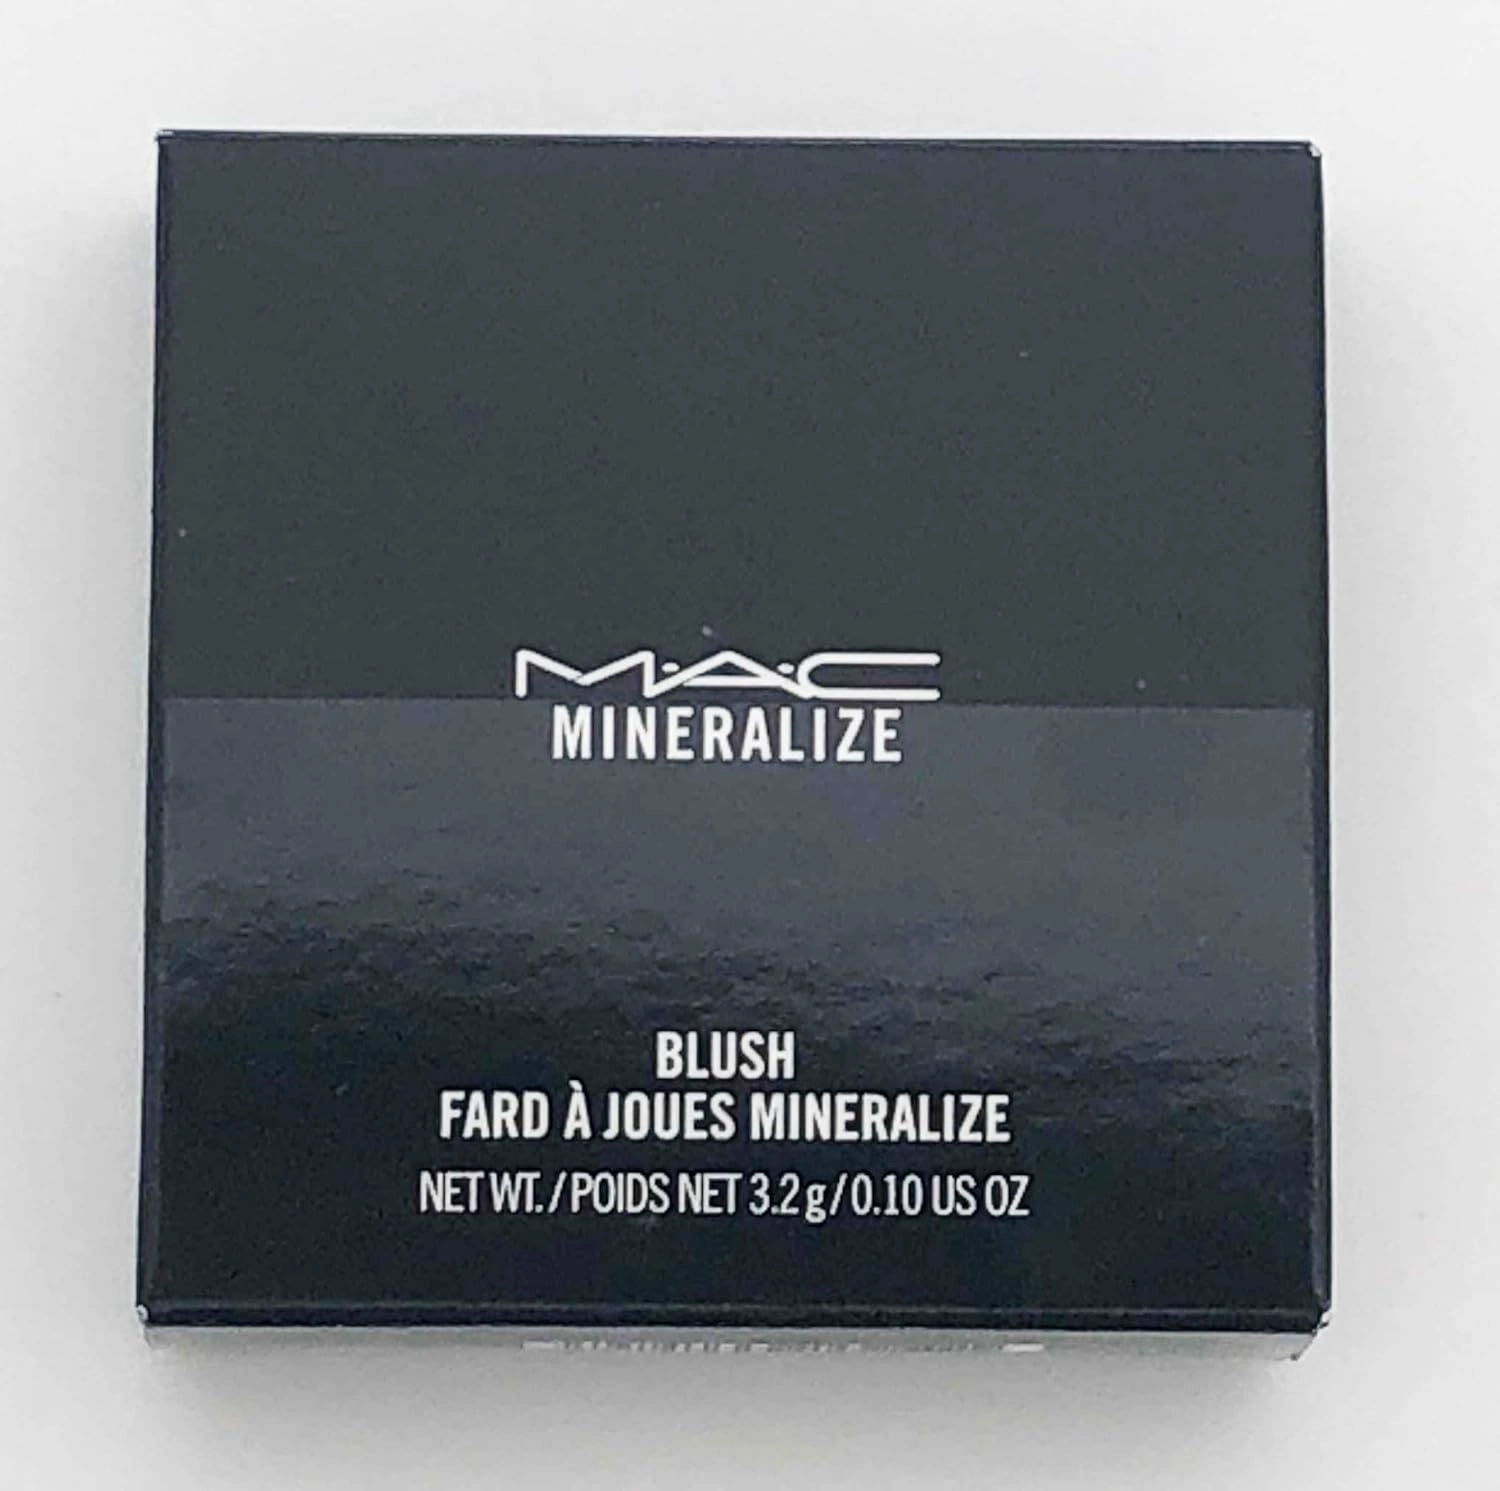 M·A·C
MINERALIZE
BLUSH
FARD À JOUES MINERALIZE
NET WT./POIDS NET 3.2 g/0.10 US OZ